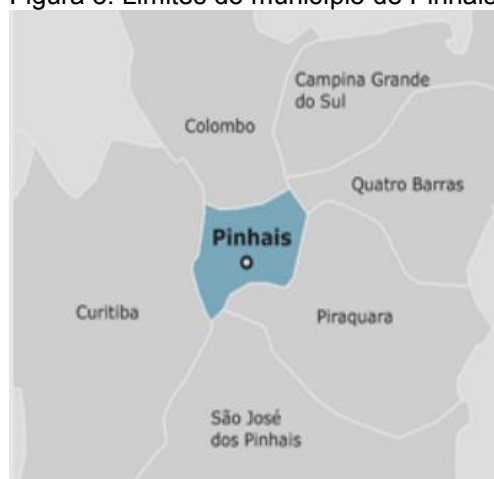 Figura 3: Limites do município de Pinhais
Campina Grande
do Sul
Colombo
Quatro Barras
Pinhais
Curitiba
Piraquara
São José
dos Pinhais